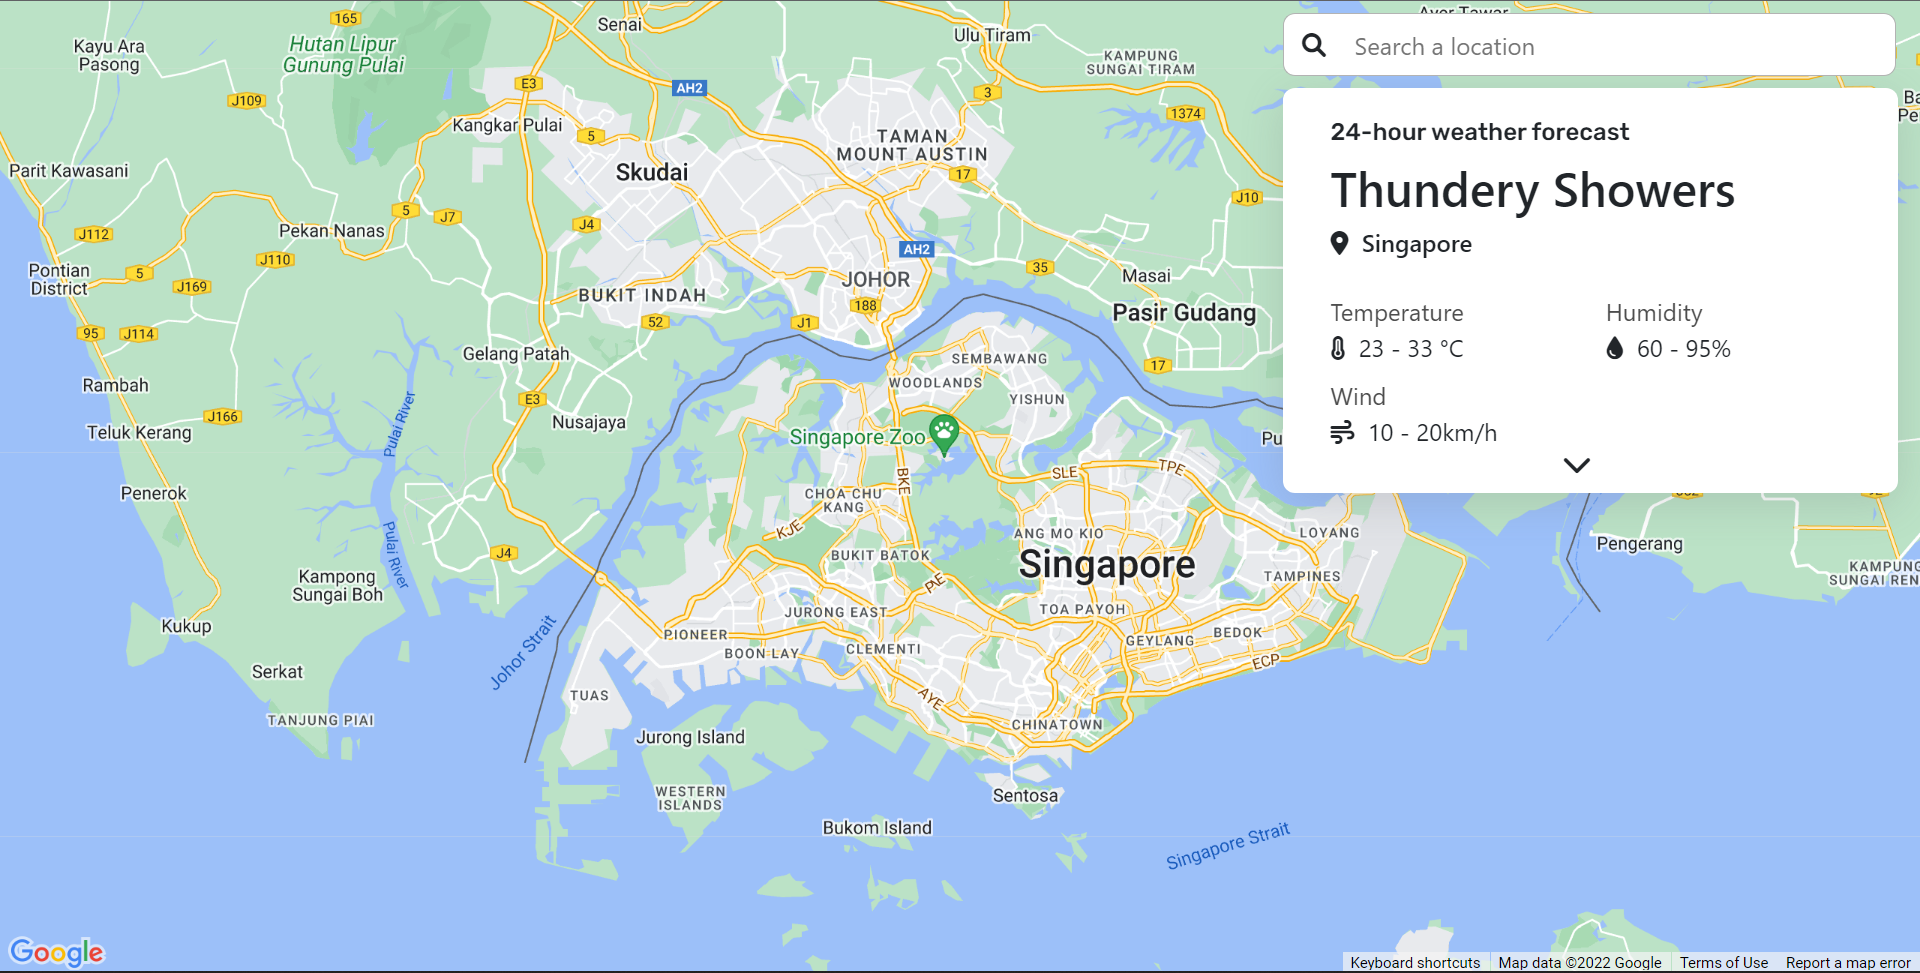 165
Senai
Ulu Tiram
Ayer Tawar
Kayu Ara
Pasong
Hutan Lipur
Gunung Pulai
KAMPUNG
SUNGAI TIRAM
Search a location
E3
AH2
3
J109
1374
Kangkar Pulai
5
TAMAN
MOUNT AUSTIN
24-hour weather forecast
Parit Kawasani
Skudai
17
J10
Thundery Showers
5
J7
J4
J112
Pekan Nanas
AH2
Singapore
J110
Pontian
District
5
J169
35
Masai
JOHOR
BUKIT INDAH
188
Pasir Gudang
Temperature
Humidity
95
J114
52
J1
23 - 33 °C
60 - 95%
Gelang Patah
SEMBAWANG
17
Rambah
WOODLANDS
Wind
E3
YISHUN
J166
Pulai River
Nusajaya
Teluk Kerang
Singapore Zoo
Pu
10 - 20km/h
SLE
TPE
BKE
Penerok
CHOA CHU
KANG
KJE
ANG MO KIO
LOYANG
Pengerang
Pulai River
J4
BUKIT BATOK
Singapore
KAMPUNG
SUNGAI REN
Kampong
Sungai Boh
PIE
TAMPINES
JURONG EAST
TOA PAYOH
Kukup
Johor Strait
PIONEER
GEYLANG
BEDOK
BOON LAY
CLEMENTI
ECP
Serkat
TUAS
AYE
TANJUNG PIAI
CHINATOWN
Jurong Island
WESTERN
ISLANDS
Sentosa
Bukom Island
Singapore Strait
Google
Keyboard shortcuts
Map data ©2022 Google
Terms of Use
Report a map error